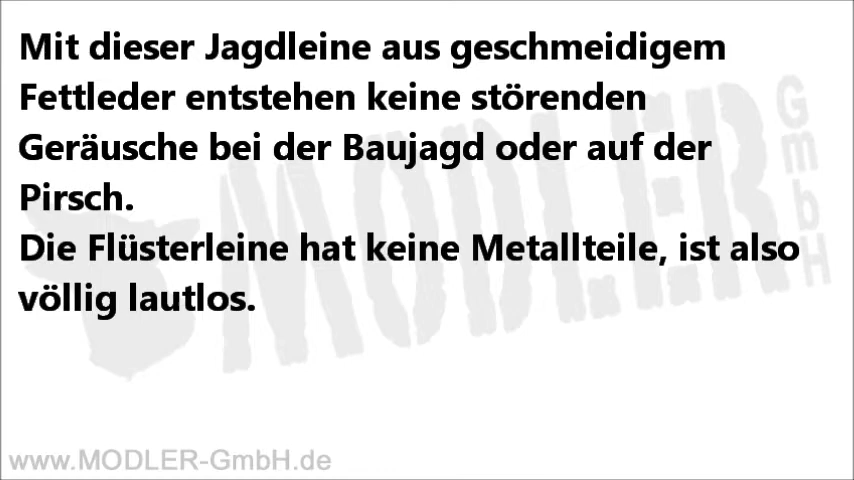 Mit dieser Jagdleine aus geschmeidigem
Fettleder entstehen keine störenden
Geräusche bei der Baujagd oder auf der
Pirsch.
Die Flüsterleine hat keine Metallteile, ist also
völlig lautlos.
MODLER
GmbH
www.MODLER-GmbH.de